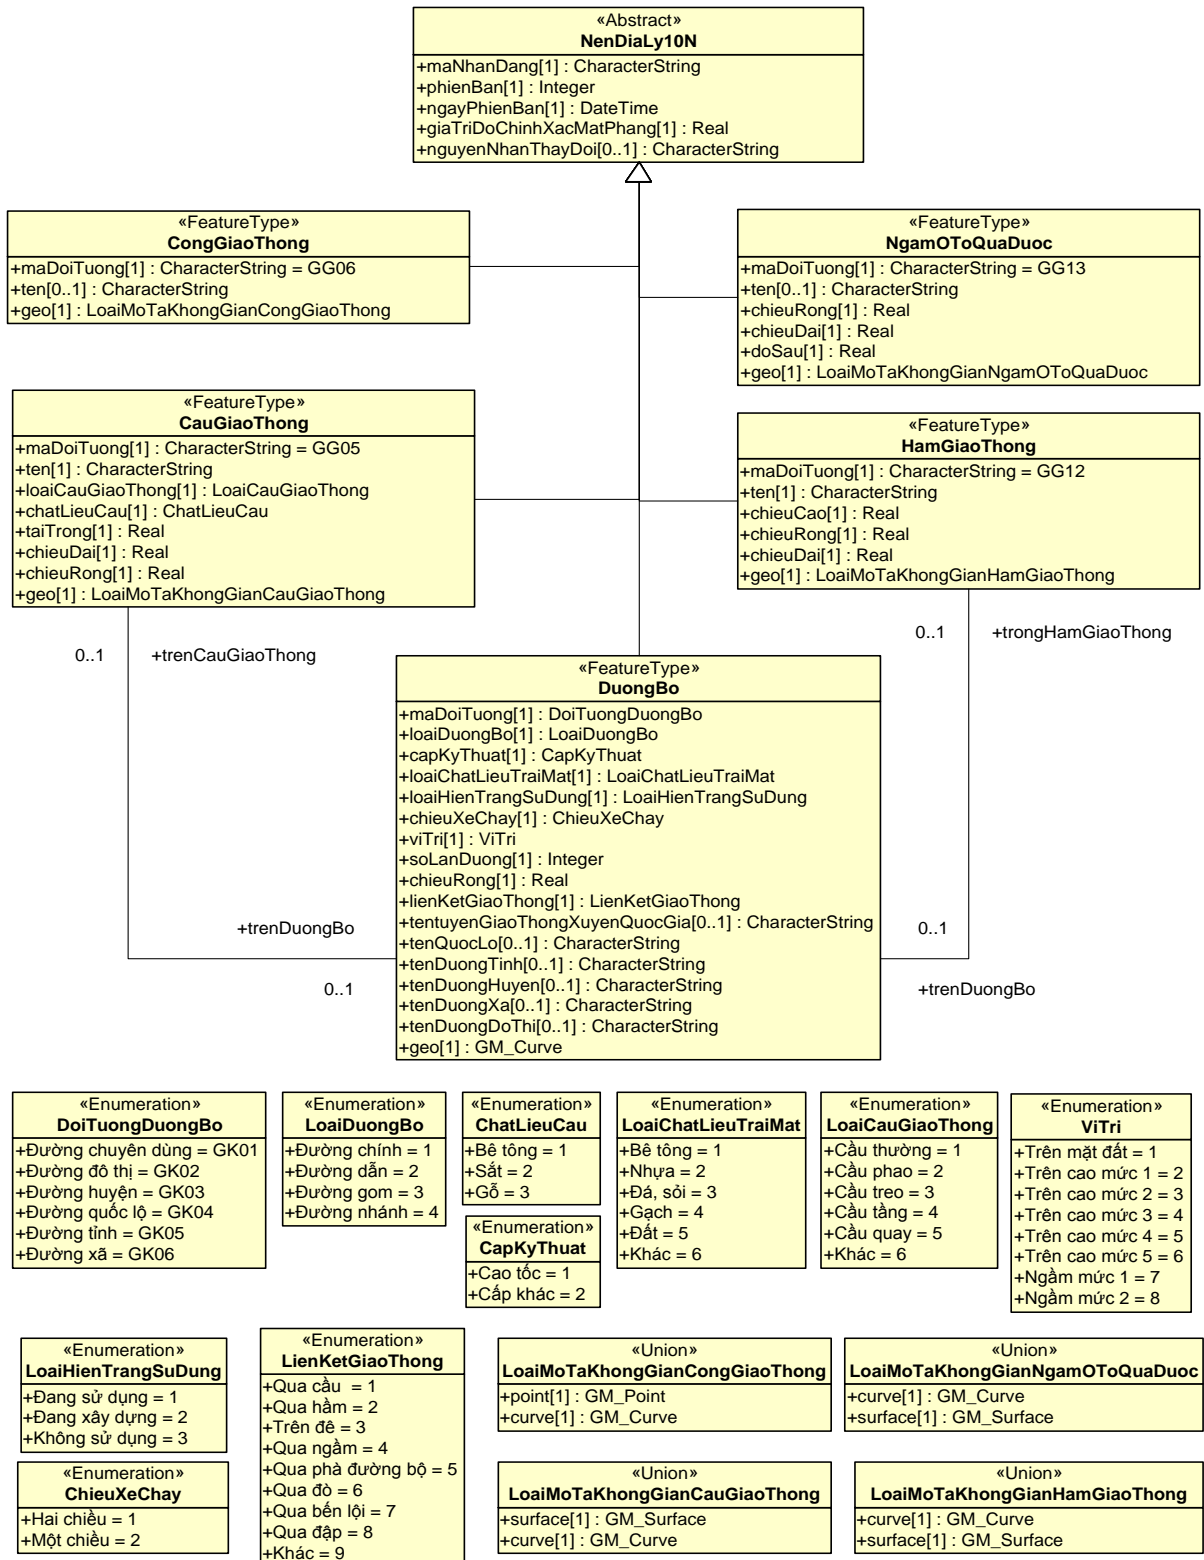 «Abstract»
NenDiaLy10N
+maNhanDang[1] : CharacterString
+phienBan[1] : Integer
+ngayPhienBan[1] : DateTime
+giaTriDoChinhXacMatPhang[1] : Real
+nguyenNhanThayDoi[0..1] : CharacterString
«FeatureType»
CongGiaoThong
+maDoiTuong[1] : CharacterString = GG06
+ten[0..1] : CharacterString
+geo[1] : LoaiMoTaKhongGianCongGiaoThong
«FeatureType»
NgamOToQuaDuoc
+maDoiTuong[1] : CharacterString = GG13
+ten[0..1] : CharacterString
+chieuRong[1] : Real
+chieuDai[1] : Real
+doSau[1] : Real
+geo[1] : LoaiMoTaKhongGianNgamOToQuaDuoc
«FeatureType»
CauGiaoThong
+maDoiTuong[1] : CharacterString = GG05
+ten[1] : CharacterString
+loaiCauGiaoThong[1] : LoaiCauGiaoThong
+chatLieuCau[1] : ChatLieuCau
+taiTrong[1] : Real
+chieuDai[1] : Real
+chieuRong[1] : Real
+geo[1] : LoaiMoTaKhongGianCauGiaoThong
«FeatureType»
HamGiaoThong
+maDoiTuong[1] : CharacterString = GG12
+ten[1] : CharacterString
+chieuCao[1] : Real
+chieuRong[1] : Real
+chieuDai[1] : Real
+geo[1] : LoaiMoTaKhongGianHamGiaoThong
0..1
+trenCauGiaoThong
0..1
+trongHamGiaoThong
«FeatureType»
DuongBo
+maDoiTuong[1] : DoiTuongDuongBo
+loaiDuongBo[1] : LoaiDuongBo
+capKyThuat[1] : CapKyThuat
+loaiChatLieuTraiMat[1] : LoaiChatLieuTraiMat
+loaiHienTrangSuDung[1] : LoaiHienTrangSuDung
+chieuXeChay[1] : ChieuXeChay
+viTri[1] : ViTri
+soLanDuong[1] : Integer
+chieuRong[1] : Real
+lienKetGiaoThong[1] : LienKetGiaoThong
+tentuyenGiaoThongXuyenQuocGia[0..1] : CharacterString
+tenQuocLo[0..1] : CharacterString
+tenDuongTinh[0..1] : CharacterString
+tenDuongHuyen[0..1] : CharacterString
+tenDuongXa[0..1] : CharacterString
+tenDuongDoThi[0..1] : CharacterString
+geo[1] : GM_Curve
+trenDuongBo
0..1
0..1
+trenDuongBo
«Enumeration»
DoiTuongDuongBo
+Đường chuyên dùng = GK01
+Đường đô thị = GK02
+Đường huyện = GK03
+Đường quốc lộ = GK04
+Đường tỉnh = GK05
+Đường xã = GK06
«Enumeration»
LoaiDuongBo
+Đường chính = 1
+Đường dẫn = 2
+Đường gom = 3
+Đường nhánh = 4
«Enumeration»
ChatLieuCau
+Bê tông = 1
+Sắt = 2
+Gỗ = 3
«Enumeration»
CapKyThuat
+Cao tốc = 1
+Cấp khác = 2
«Enumeration»
LoaiChatLieuTraiMat
+Bê tông = 1
+Nhựa = 2
+Đá, sỏi = 3
+Gạch = 4
+Đất = 5
+Khác = 6
«Enumeration»
LoaiCauGiaoThong
+Cầu thường = 1
+Cầu phao = 2
+Cầu treo = 3
+Cầu tầng = 4
+Cầu quay = 5
+Khác = 6
«Enumeration»
ViTri
+Trên mặt đất = 1
+Trên cao mức 1 = 2
+Trên cao mức 2 = 3
+Trên cao mức 3 = 4
+Trên cao mức 4 = 5
+Trên cao mức 5 = 6
+Ngầm mức 1 = 7
+Ngầm mức 2 = 8
«Enumeration»
LoaiHienTrangSuDung
+Đang sử dụng = 1
+Đang xây dựng = 2
+Không sử dụng = 3
«Enumeration»
ChieuXeChay
+Hai chiều = 1
+Một chiều = 2
«Enumeration»
LienKetGiaoThong
+Qua cầu = 1
+Qua hầm = 2
+Trên đê = 3
+Qua ngầm = 4
+Qua phà đường bộ = 5
+Qua đò = 6
+Qua bến lội = 7
+Qua đập = 8
+Khác = 9
«Union»
LoaiMoTaKhongGianCongGiaoThong
+point[1] : GM_Point
+curve[1] : GM_Curve
«Union»
LoaiMoTaKhongGianNgamOToQuaDuoc
+curve[1] : GM_Curve
+surface[1] : GM_Surface
«Union»
LoaiMoTaKhongGianCauGiaoThong
+surface[1] : GM_Surface
+curve[1] : GM_Curve
«Union»
LoaiMoTaKhongGianHamGiaoThong
+curve[1] : GM_Curve
+surface[1] : GM_Surface